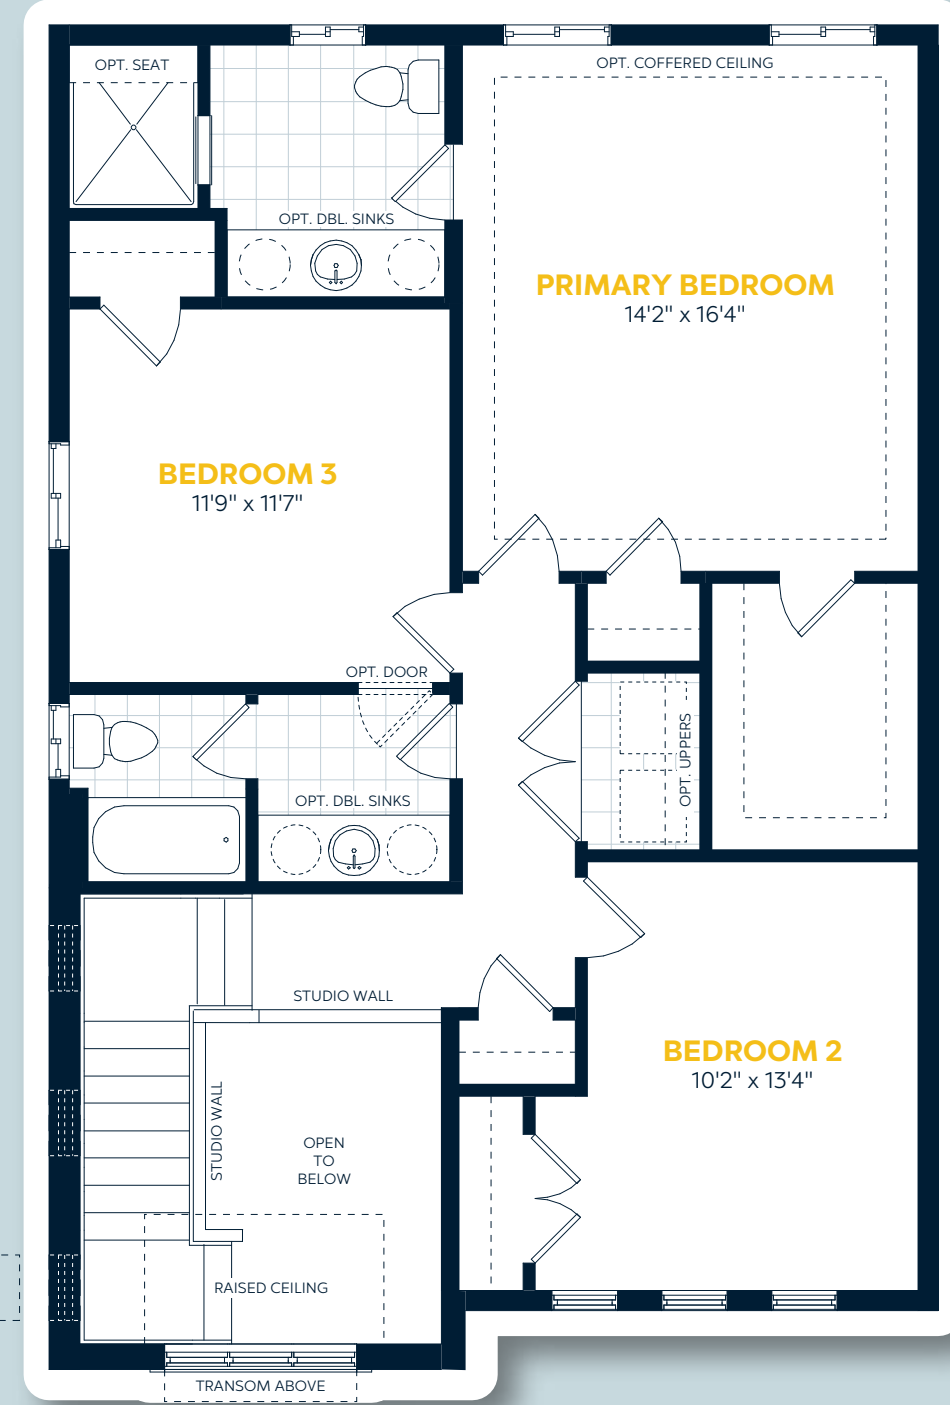 OPT. SEAT
OPT. COFFERED CEILING
OPT. DBL. SINKS
PRIMARY BEDROOM
14'2" x 16'4"
BEDROOM 3
11'9" x 11'7"
OPT. DOOR
OPT. UPPERS
OPT. DBL. SINKS
STUDIO WALL
BEDROOM 2
10'2" x 13'4"
STUDIO WALL
OPEN
TO
BELOW
RAISED CEILING
TRANSOM ABOVE